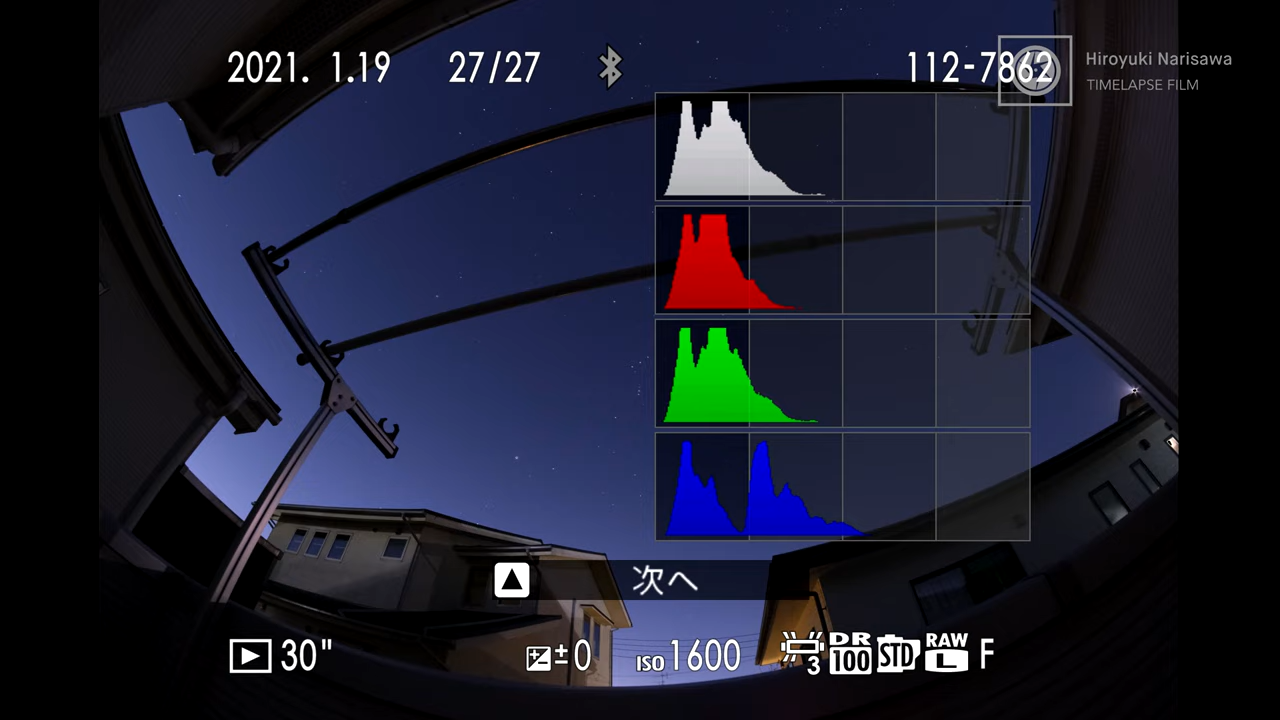 2021. 1.19 27/27 112-7862
Hiroyuki Narisawa
TIMELAPSE FILM
次へ
30" ±0 ISO 1600 3 DR 100 STD RAW L F